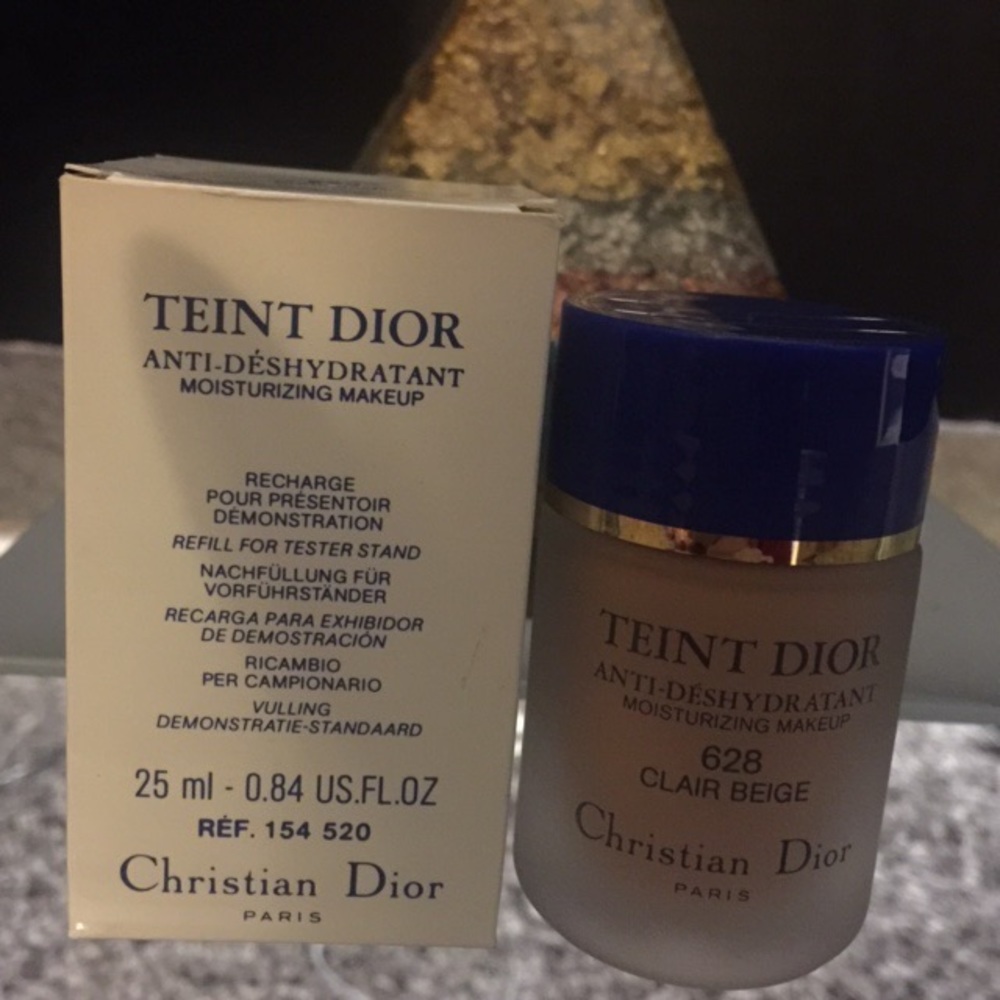 TEINT DIOR
ANTI-DÉSHYDRATANT
MOISTURIZING MAKEUP
RECHARGE
POUR PRÉSENTOIR
DÉMONSTRATION
REFILL FOR TESTER STAND
NACHFÜLLUNG FÜR
VORFÜHRSTÄNDER
RECARGA PARA EXHIBIDOR
DE DEMOSTRACIÓN
RICAMBIO
PER CAMPIONARIO
VULLING
DEMONSTRATIE-STANDAARD
25 ml - 0.84 US.FL.OZ
RÉF. 154 520
Christian Dior
PARIS
TEINT DIOR
ANTI-DÉSHYDRATANT
MOISTURIZING MAKEUP
628
CLAIR BEIGE
Christian Dior
PARIS